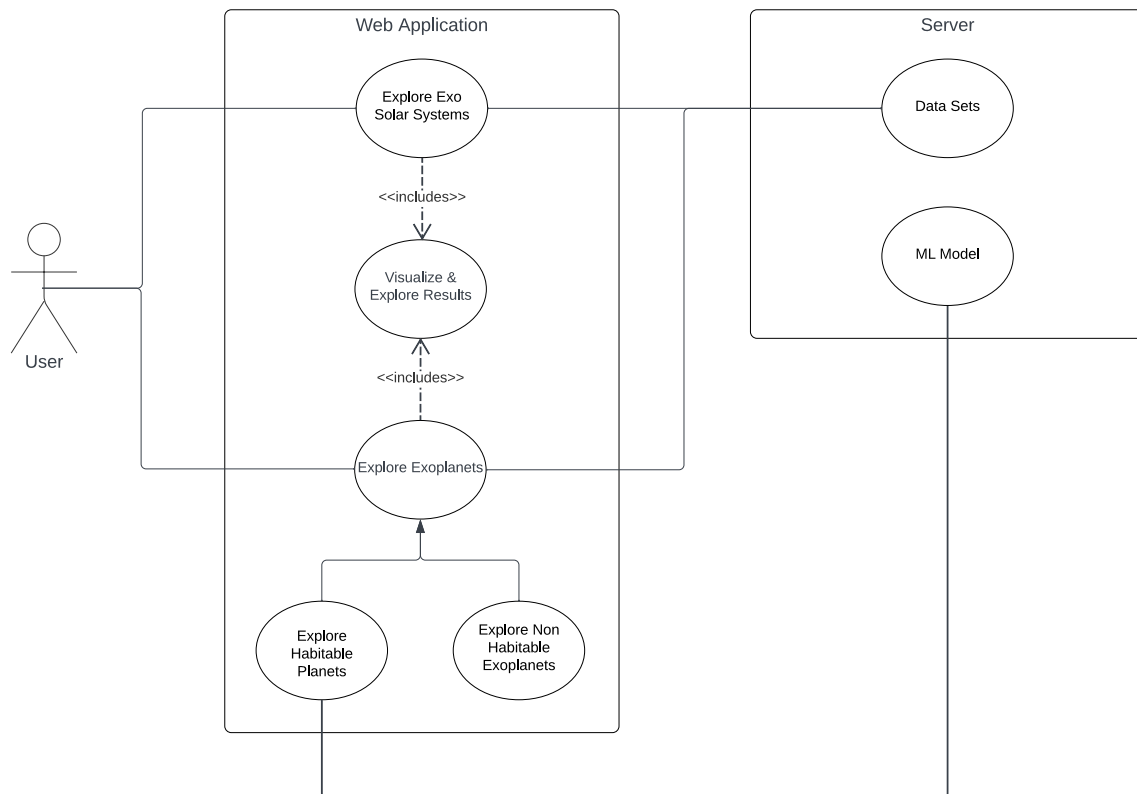 Web Application
Server
Explore Exo
Solar Systems
Data Sets
<<includes>>
ML Model
Visualize &
Explore Results
User
<<includes>>
Explore Exoplanets
Explore
Habitable
Planets
Explore Non
Habitable
Exoplanets